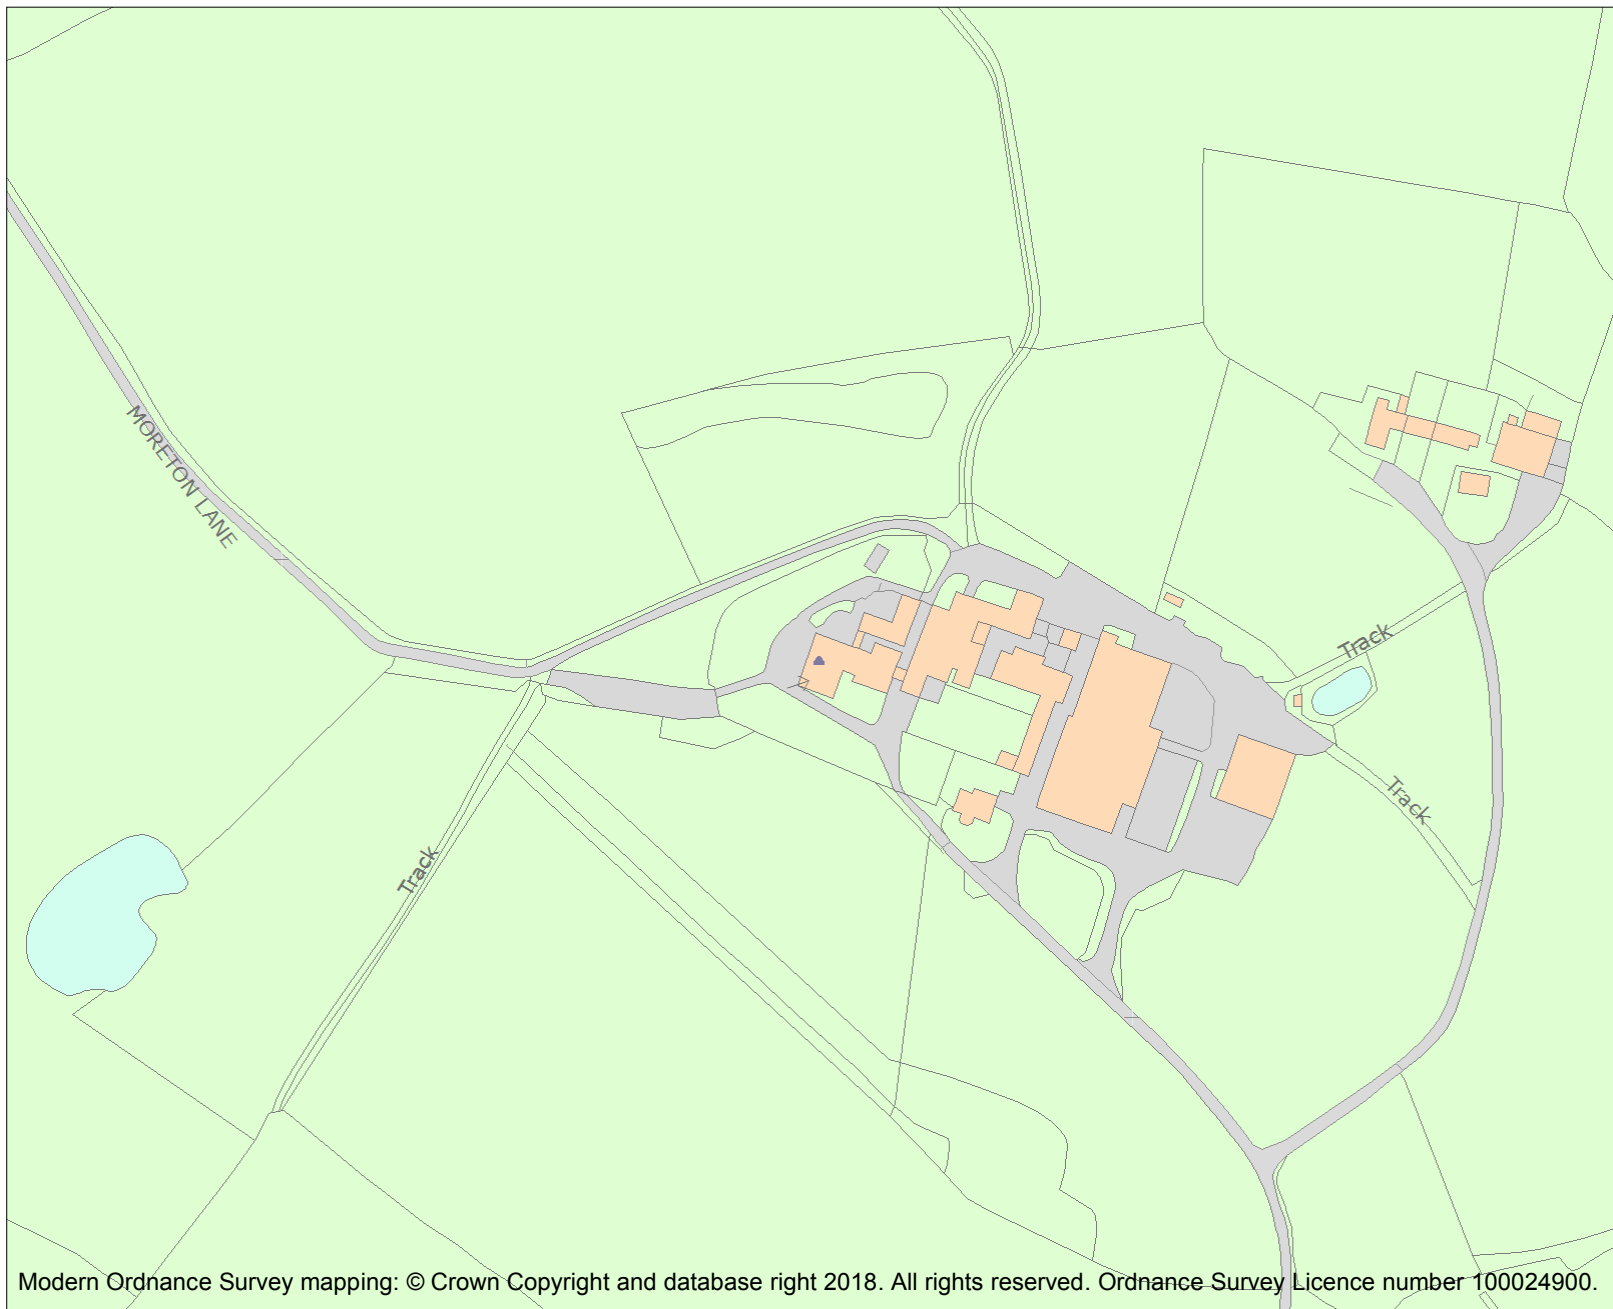 MORETON LANE
Track
Track
Track
Modern Ordnance Survey mapping: © Crown Copyright and database right 2018. All rights reserved. Ordnance Survey Licence number 100024900.